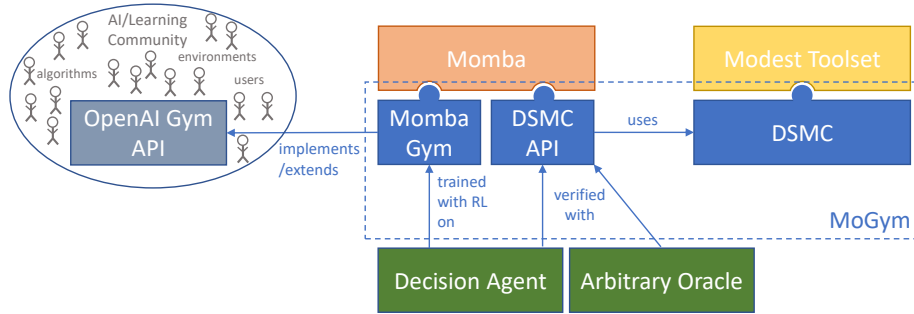 AI/Learning
Community
environments
algorithms
users
OpenAI Gym
API
implements
/extends
Momba
Modest Toolset
Momba
Gym
DSMC
API
uses
DSMC
trained
with RL
on
verified
with
MoGym
Decision Agent
Arbitrary Oracle